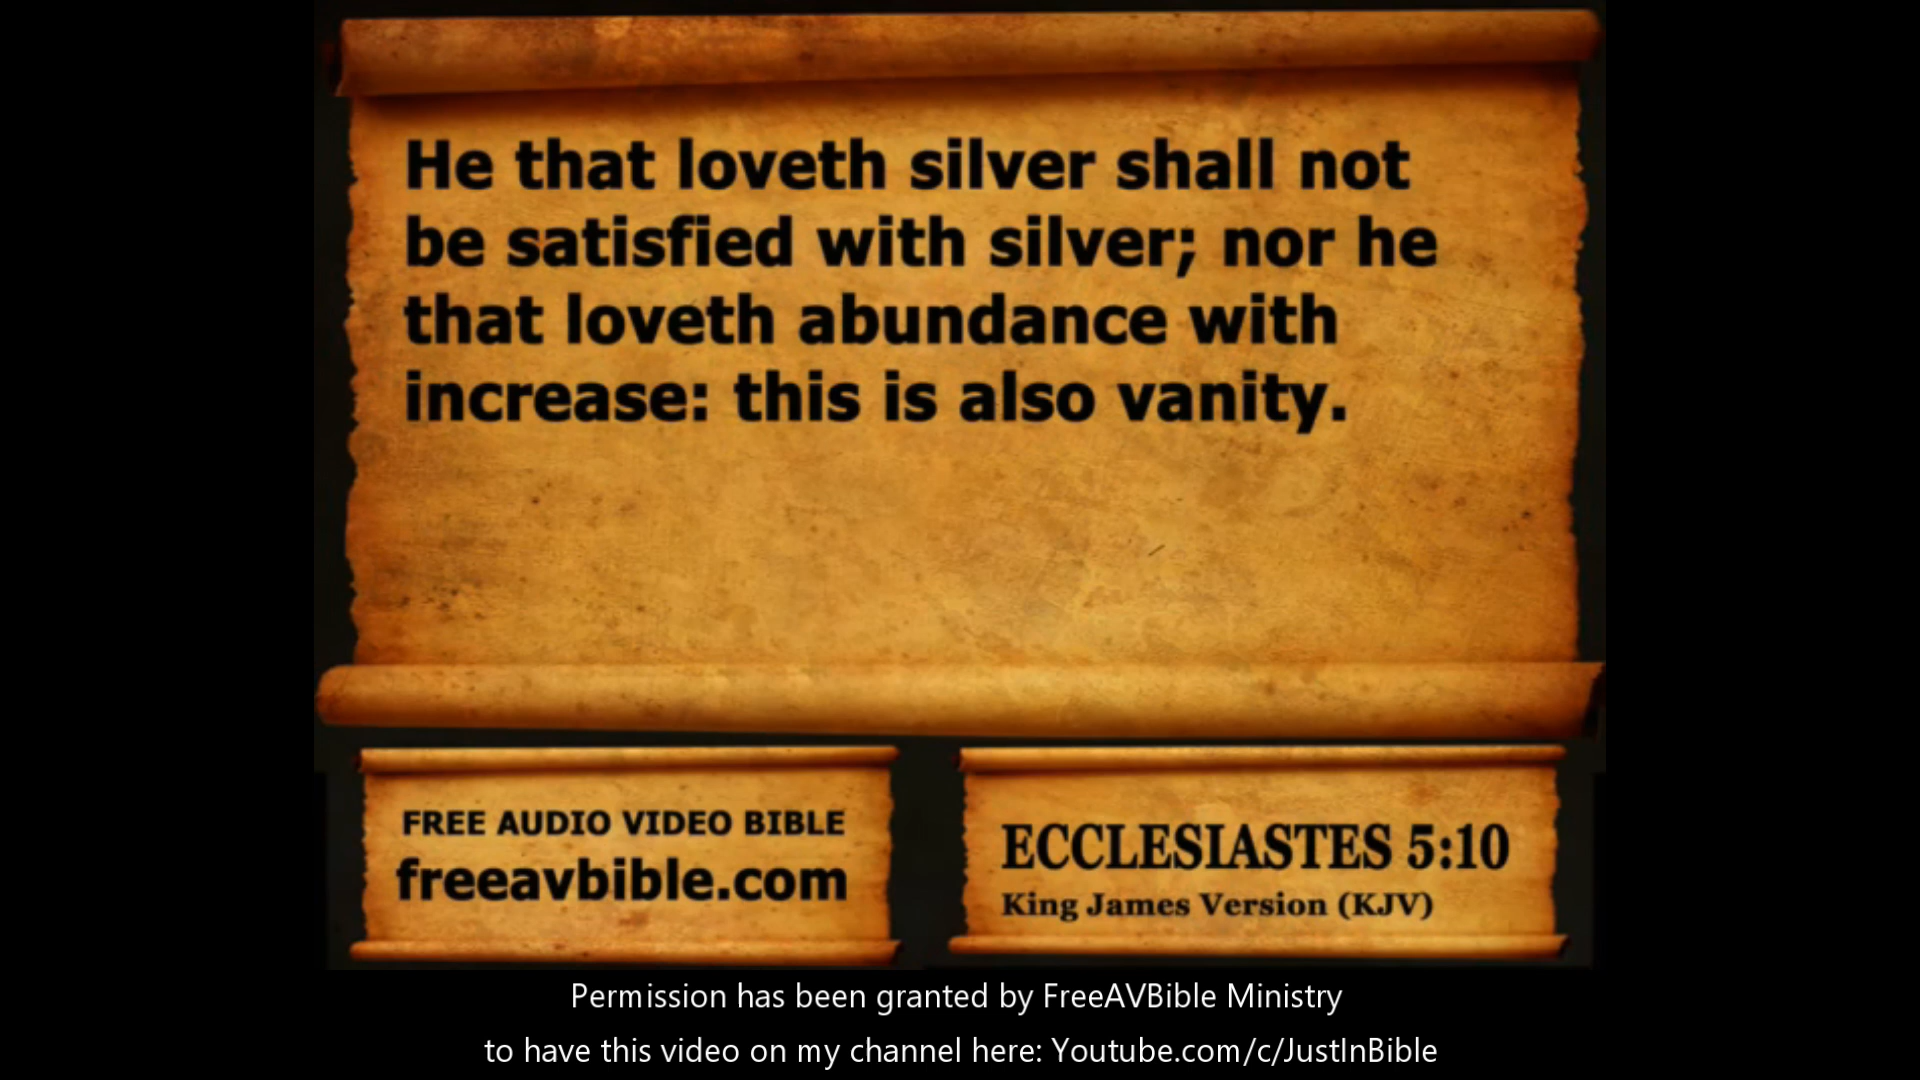 He that loveth silver shall not
be satisfied with silver; nor he
that loveth abundance with
increase: this is also vanity.
FREE AUDIO VIDEO BIBLE
freeavbible.com
ECCLESIASTES 5:10
King James Version (KJV)
Permission has been granted by FreeAVBible Ministry
to have this video on my channel here: Youtube.com/c/JustInBible